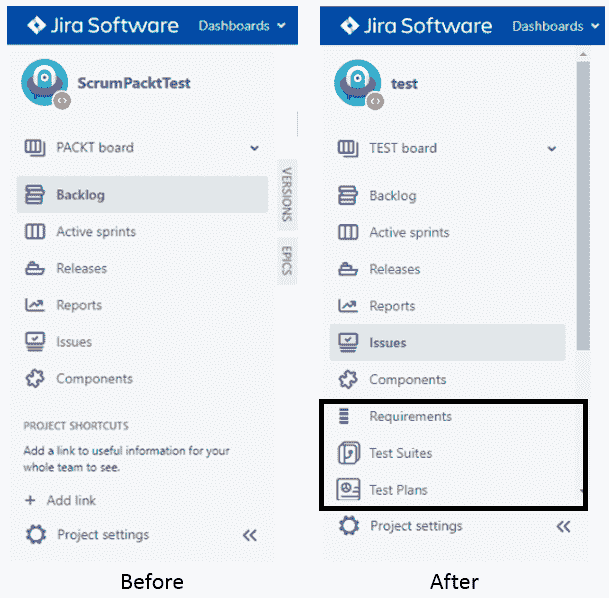 Jira Software Dashboards
ScrumPacktTest
PACKT board
Backlog
Active sprints
Releases
Reports
Issues
Components
PROJECT SHORTCUTS
Add a link to useful information for your
whole team to see.
+ Add link
Project settings
VERSIONS
EPICS
Before
Jira Software Dashboards
test
TEST board
Backlog
Active sprints
Releases
Reports
Issues
Components
Requirements
Test Suites
Test Plans
Project settings
After